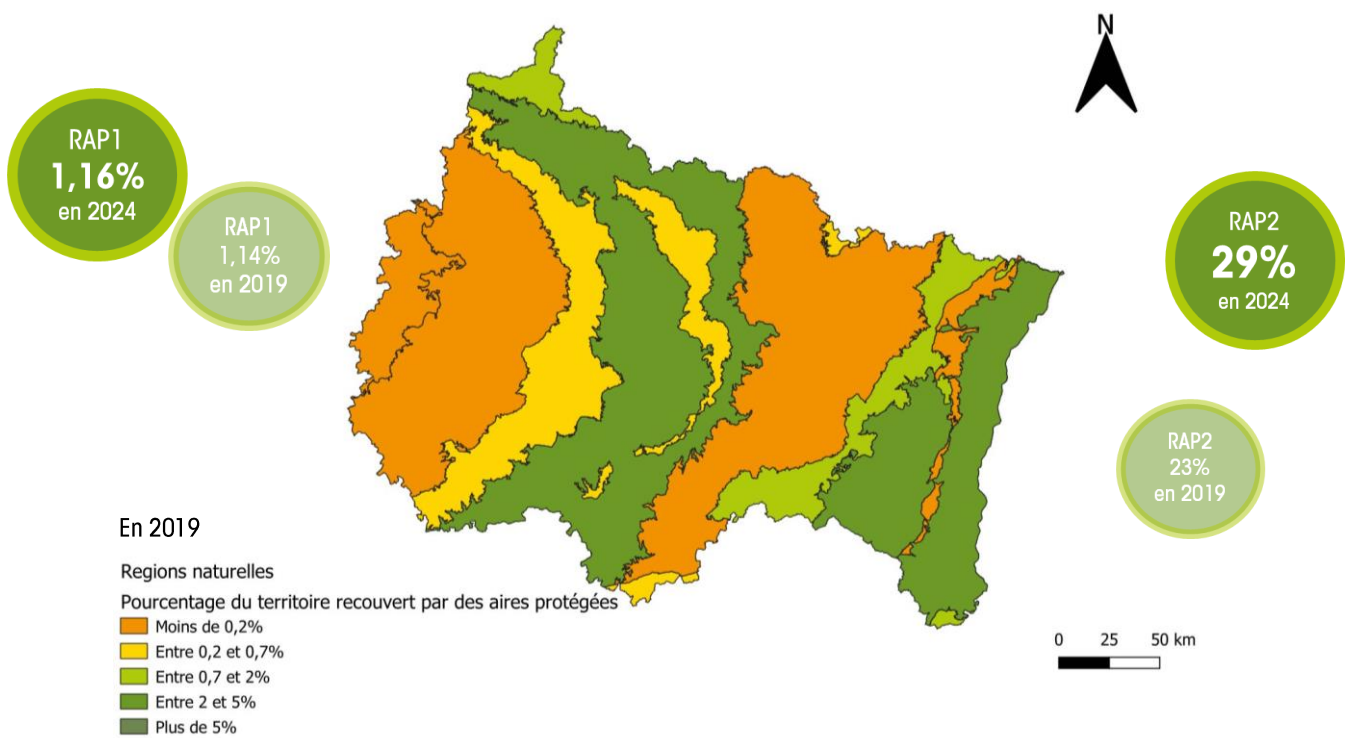 N
RAP1
1,16%
en 2024
RAP1
1,14%
en 2019
RAP2
29%
en 2024
RAP2
23%
en 2019
En 2019
Regions naturelles
Pourcentage du territoire recouvert par des aires protégées
Moins de 0,2%
Entre 0,2 et 0,7%
Entre 0,7 et 2%
Entre 2 et 5%
Plus de 5%
0 25 50 km